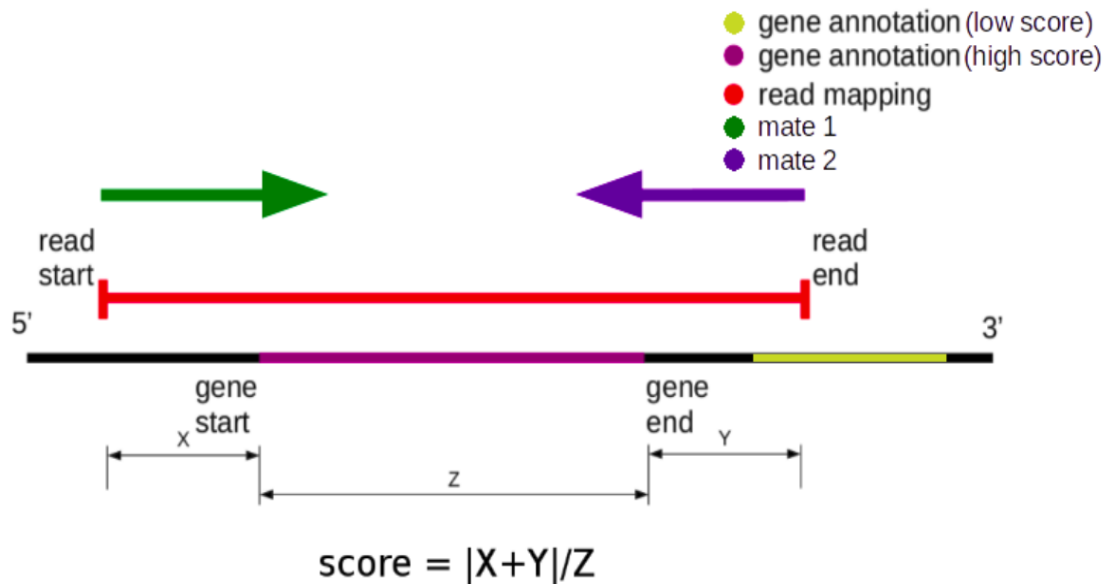 gene annotation (low score)
gene annotation (high score)
read mapping
mate 1
mate 2
read
start
read
end
5’
3’
gene
start
gene
end
X
Y
Z
score = |X+Y|/Z